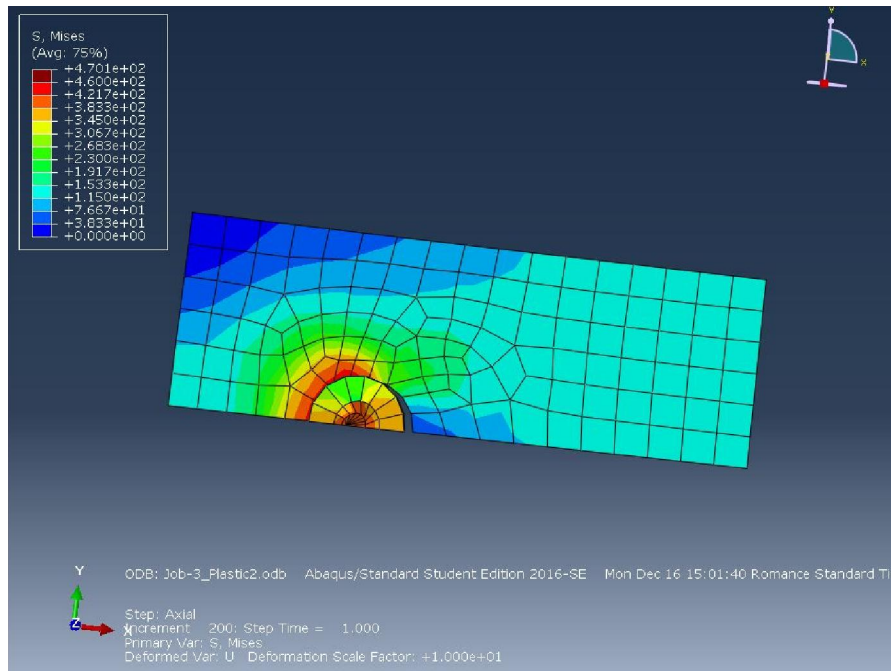 S, Mises
(Avg: 75%)
+4.701e+02
+4.600e+02
+4.217e+02
+3.833e+02
+3.450e+02
+3.067e+02
+2.683e+02
+2.300e+02
+1.917e+02
+1.533e+02
+1.150e+02
+7.667e+01
+3.833e+01
+0.000e+00
Y
X
Y
ODB: Job-3_Plastic2.odb Abaqus/Standard Student Edition 2016-SE Mon Dec 16 15:01:40 Romance Standard Ti
Z X
Step: Axial
Increment 200: Step Time = 1.000
Primary Var: S, Mises
Deformed Var: U Deformation Scale Factor: +1.000e+01